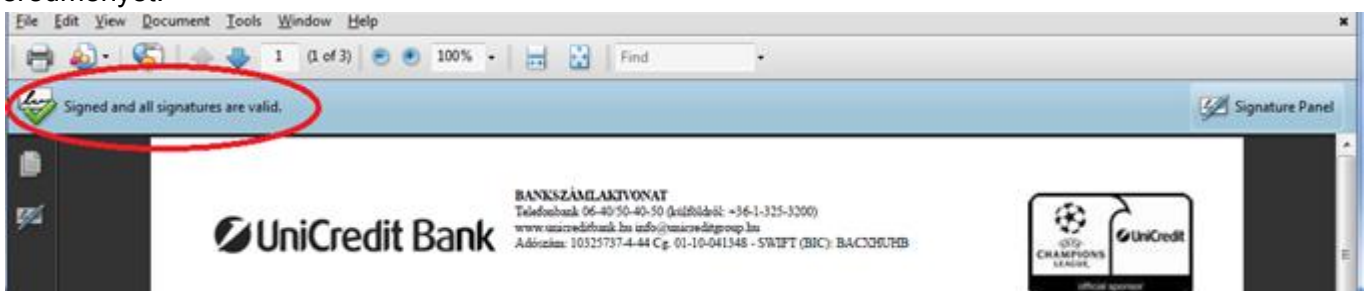 eredményét.
File Edit View Document Tools Window Help
1 (1 of 3) 100% Find
Signed and all signatures are valid.
Signature Panel
BANKSZÁMLAKIVONAT
Telefonbank 06-40/50-40-50 (külföldről: +36-1-325-3200)
www.unicreditbank.hu info@unicreditgroup.hu
Adószám: 10325737-4-44 Cg. 01-10-041348 - SWIFT (BIC): BACXHUHB
UniCredit Bank
UEFA
CHAMPIONS
LEAGUE
UniCredit
official sponsor